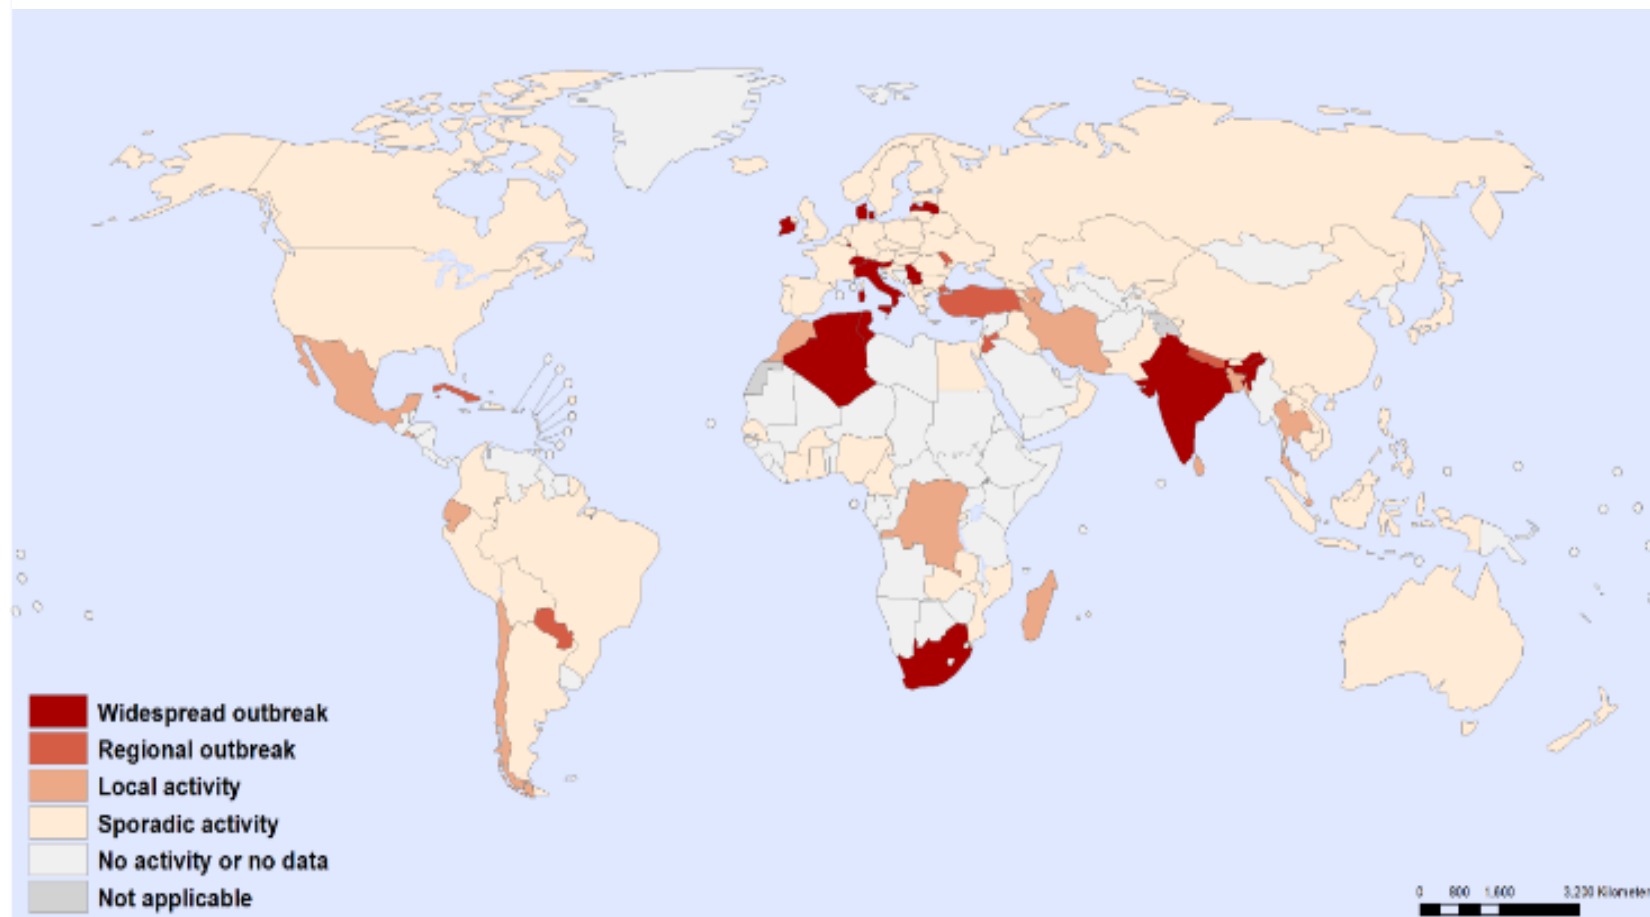 Widespread outbreak
Regional outbreak
Local activity
Sporadic activity
No activity or no data
Not applicable
0 800 1,600 3,200 Kilometer